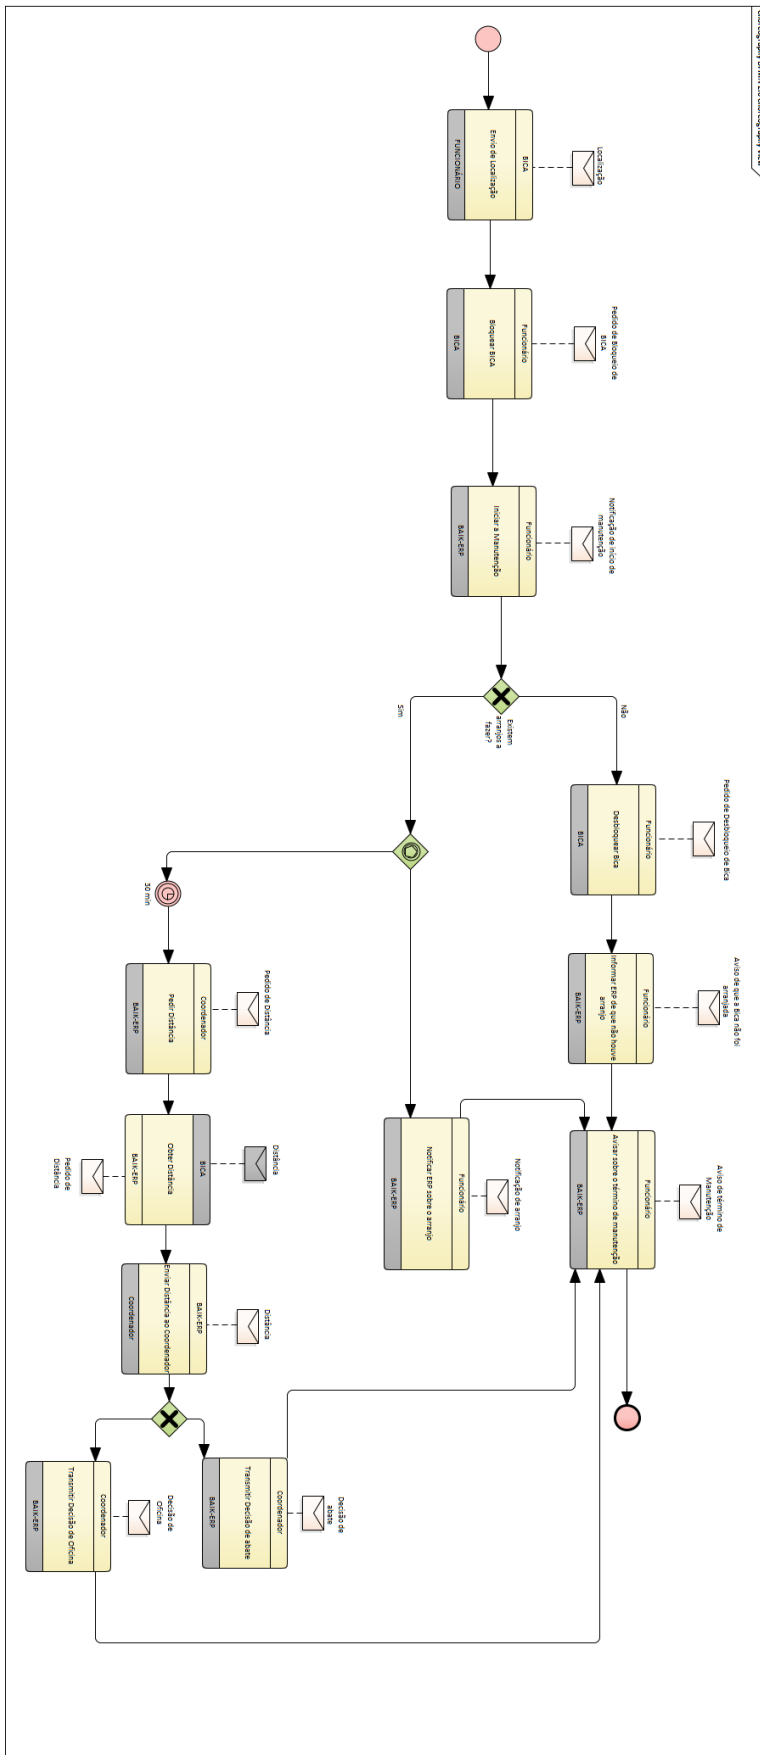 Localização
BICA
Envio de Localização
FUNCIONÁRIO
Pedido de Bloqueio de
BICA
Funcionário
Bloquear BICA
BICA
Notificação de início de
manutenção
Funcionário
Iniciar a Manutenção
BAIK-ERP
Existem
arranjos a
fazer?
Não
Sim
Pedido de Desbloqueio de Bica
Funcionário
Desbloquear Bica
BICA
Aviso de que a Bica não foi
arranjada
Funcionário
Informar ERP de que não houve
arranjo
BAIK-ERP
Aviso de término de
Manutenção
Funcionário
Avisar sobre o término de manutenção
BAIK-ERP
Notificação de arranjo
Funcionário
Notificar ERP sobre o arranjo
BAIK-ERP
30 min
Pedido de Distância
Coordenador
Pedir Distância
BAIK-ERP
Distância
BICA
Obter Distância
BAIK-ERP
Pedido de
Distância
Distância
BAIK-ERP
Enviar Distância ao Coordenador
Coordenador
Decisão de
abate
Coordenador
Transmitir Decisão de abate
BAIK-ERP
Decisão de
Oficina
Coordenador
Transmitir Decisão de Oficina
BAIK-ERP